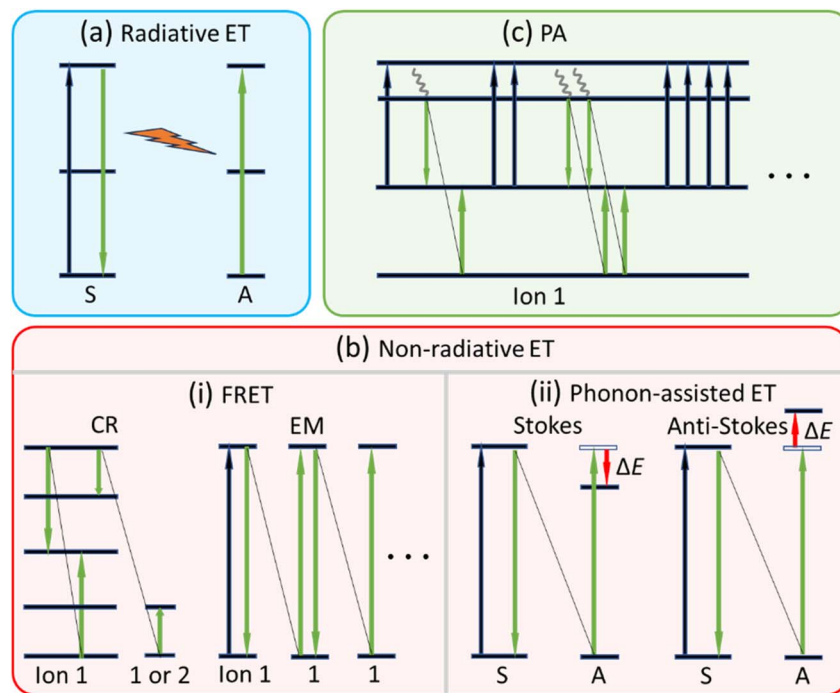 (a) Radiative ET
S A
(c) PA
. . .
Ion 1
(b) Non-radiative ET
(i) FRET
CR EM
. . .
Ion 1 1 or 2 Ion 1 1 1
(ii) Phonon-assisted ET
Stokes Anti-Stokes
ΔE ΔE
S A S A